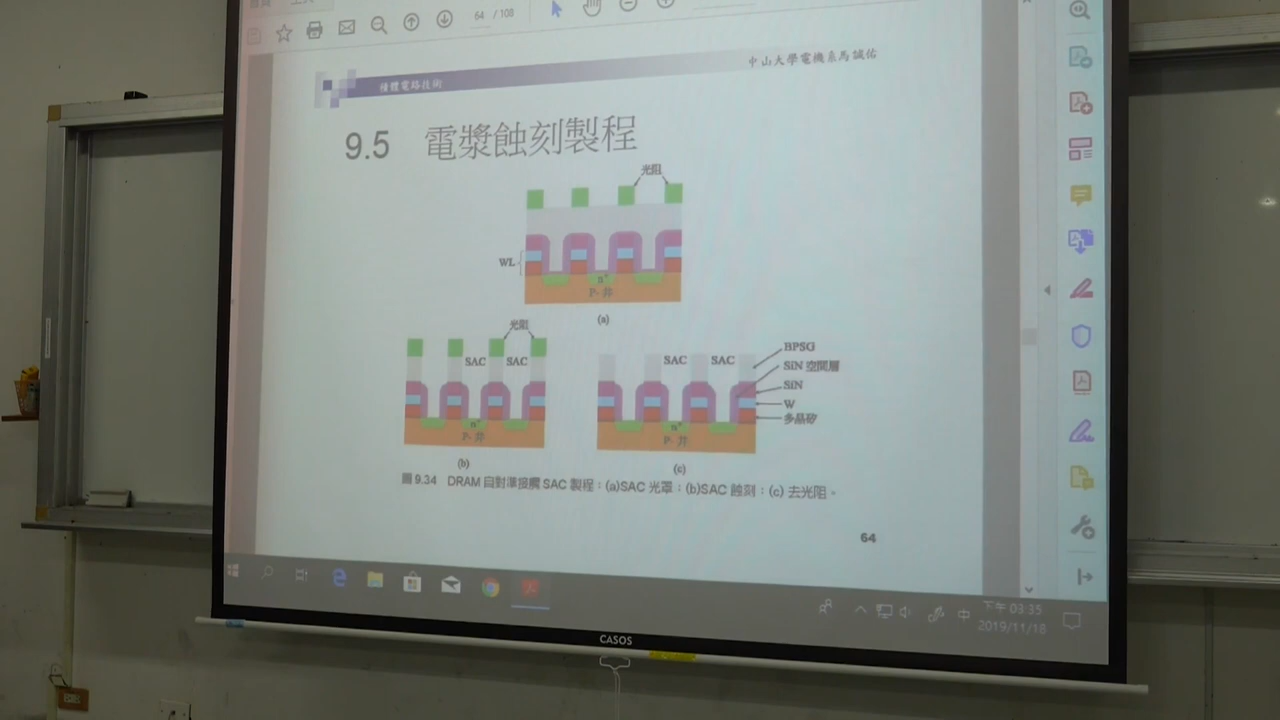 64 / 108
積體電路技術
中山大學電機系馬誠佑
9.5 電漿蝕刻製程
光阻
WL
n+
P- 井
(a)
光阻
SAC SAC
n+
P- 井
(b)
SAC SAC
BPSG
SiN 空間層
SiN
W
多晶矽
n+
P- 井
(c)
圖 9.34 DRAM 自對準接觸 SAC 製程：(a)SAC 光罩；(b)SAC 蝕刻；(c) 去光阻。
64
中
下午 03:35
2019/11/18
CASOS